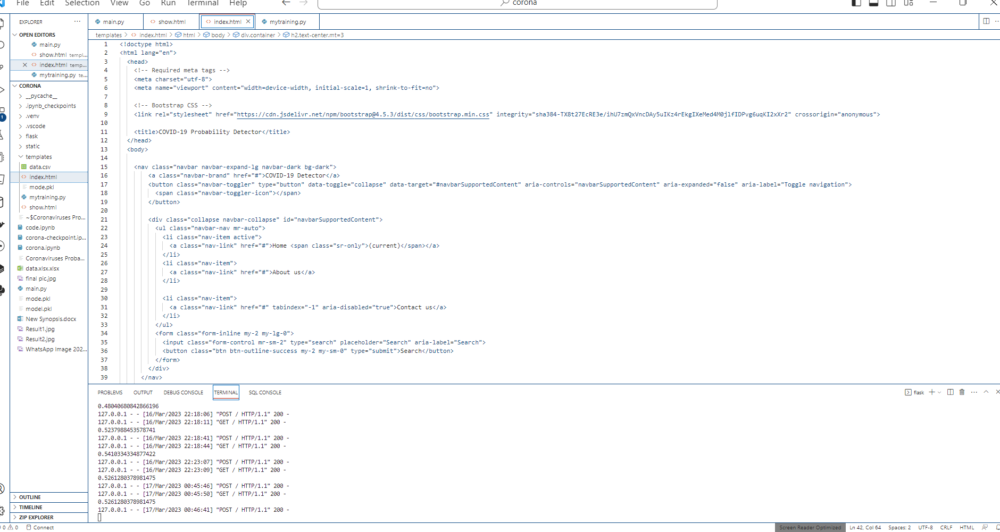 File Edit Selection View Go Run Terminal Help
corona
EXPLORER
OPEN EDITORS
main.py
show.html templ...
index.html temp...
mytraining.py te...
CORONA
__pycache__
.ipynb_checkpoints
.venv
.vscode
flask
static
templates
data.csv
index.html
mode.pkl
mytraining.py
show.html
~$Coronaviruses Pro...
code.ipynb
corona-checkpoint.ip...
corona.ipynb
Coronaviruses Proba...
data.xlsx.xlsx
final pic.jpg
main.py
mode.pkl
model.pkl
New Synopsis.docx
Result1.jpg
Result2.jpg
WhatsApp Image 202...
OUTLINE
TIMELINE
ZIP EXPLORER
1
main.py show.html index.html mytraining.py
templates > index.html > html > body > div.container > h2.text-center.mt=3
1 <!doctype html>
2 <html lang="en">
3 <head>
4 <!-- Required meta tags -->
5 <meta charset="utf-8">
6 <meta name="viewport" content="width=device-width, initial-scale=1, shrink-to-fit=no">
7
8 <!-- Bootstrap CSS -->
9 <link rel="stylesheet" href="https://cdn.jsdelivr.net/npm/bootstrap@4.5.3/dist/css/bootstrap.min.css" integrity="sha384-TX8t27EcRE3e/ihU7zmQxVncDAy5uIKz4rEkgIXeMed4M0jlfIDPvg6uqKI2xXr2" crossorigin="anonymous">
10
11 <title>COVID-19 Probability Detector</title>
12 </head>
13 <body>
14
15 <nav class="navbar navbar-expand-lg navbar-dark bg-dark">
16 <a class="navbar-brand" href="#">COVID-19 Detector</a>
17 <button class="navbar-toggler" type="button" data-toggle="collapse" data-target="#navbarSupportedContent" aria-controls="navbarSupportedContent" aria-expanded="false" aria-label="Toggle navigation">
18 <span class="navbar-toggler-icon"></span>
19 </button>
20
21 <div class="collapse navbar-collapse" id="navbarSupportedContent">
22 <ul class="navbar-nav mr-auto">
23 <li class="nav-item active">
24 <a class="nav-link" href="#">Home <span class="sr-only">(current)</span></a>
25 </li>
26 <li class="nav-item">
27 <a class="nav-link" href="#">About us</a>
28 </li>
29
30 <li class="nav-item">
31 <a class="nav-link" href="#" tabindex="-1" aria-disabled="true">Contact us</a>
32 </li>
33 </ul>
34 <form class="form-inline my-2 my-lg-0">
35 <input class="form-control mr-sm-2" type="search" placeholder="Search" aria-label="Search">
36 <button class="btn btn-outline-success my-2 my-sm-0" type="submit">Search</button>
37 </form>
38 </div>
39 </nav>
PROBLEMS OUTPUT DEBUG CONSOLE TERMINAL SQL CONSOLE
flask
0.48040680842866196
127.0.0.1 - - [16/Mar/2023 22:18:06] "POST / HTTP/1.1" 200 -
127.0.0.1 - - [16/Mar/2023 22:18:11] "GET / HTTP/1.1" 200 -
0.5237988453578741
127.0.0.1 - - [16/Mar/2023 22:18:41] "POST / HTTP/1.1" 200 -
127.0.0.1 - - [16/Mar/2023 22:18:44] "GET / HTTP/1.1" 200 -
0.5410334334877422
127.0.0.1 - - [16/Mar/2023 22:23:07] "POST / HTTP/1.1" 200 -
127.0.0.1 - - [16/Mar/2023 22:23:09] "GET / HTTP/1.1" 200 -
0.5261280378981475
127.0.0.1 - - [17/Mar/2023 00:45:46] "POST / HTTP/1.1" 200 -
127.0.0.1 - - [17/Mar/2023 00:45:50] "GET / HTTP/1.1" 200 -
0.5261280378981475
127.0.0.1 - - [17/Mar/2023 00:46:41] "POST / HTTP/1.1" 200 -
0 0 Connect
Screen Reader Optimized Ln 42, Col 64 Spaces: 2 UTF-8 CRLF HTML